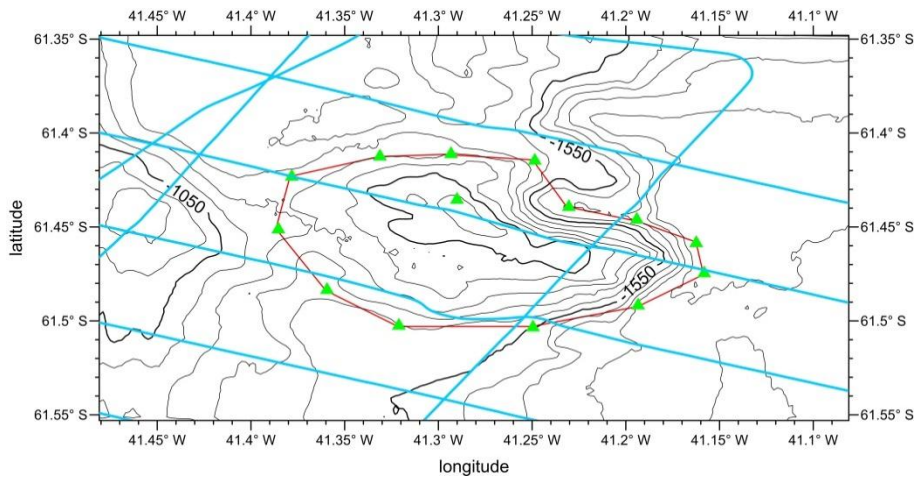 41.45° W 41.4° W 41.35° W 41.3° W 41.25° W 41.2° W 41.15° W 41.1° W
61.35° S 61.35° S
61.4° S 61.4° S
-1550
-1050
61.45° S 61.45° S
latitude
-1550
61.5° S 61.5° S
61.55° S 61.55° S
41.45° W 41.4° W 41.35° W 41.3° W 41.25° W 41.2° W 41.15° W 41.1° W
longitude